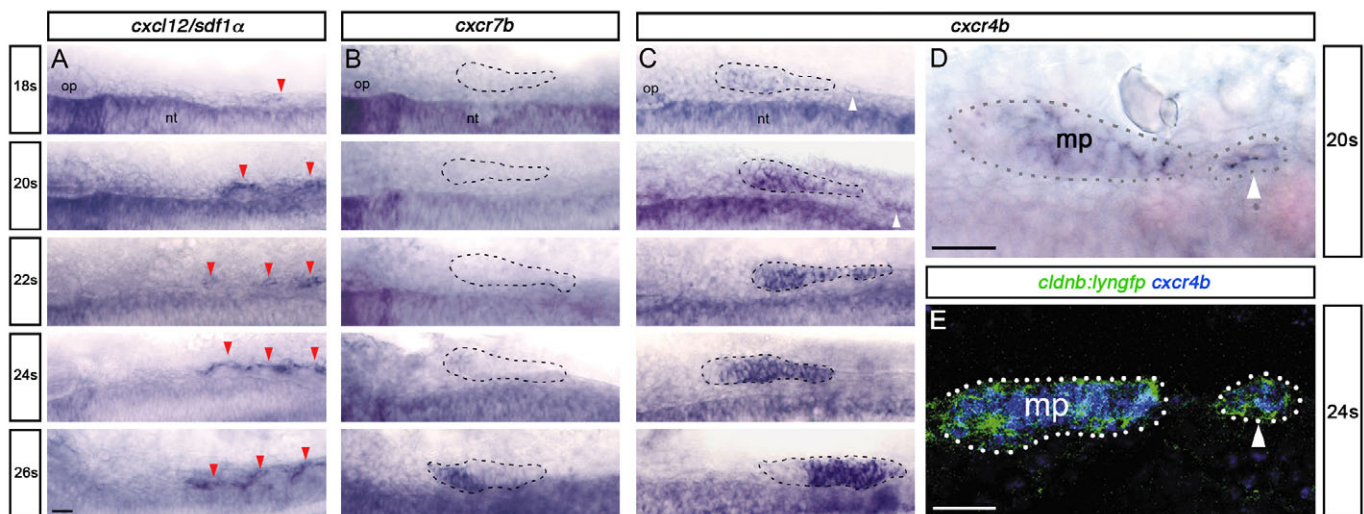 cxcl12/sdf1α
cxcr7b
cxcr4b
18s
A
op
nt
B
op
nt
C
op
nt
D
mp
20s
20s
22s
24s
26s
cldnb:lyngfp cxcr4b
E
mp
24s